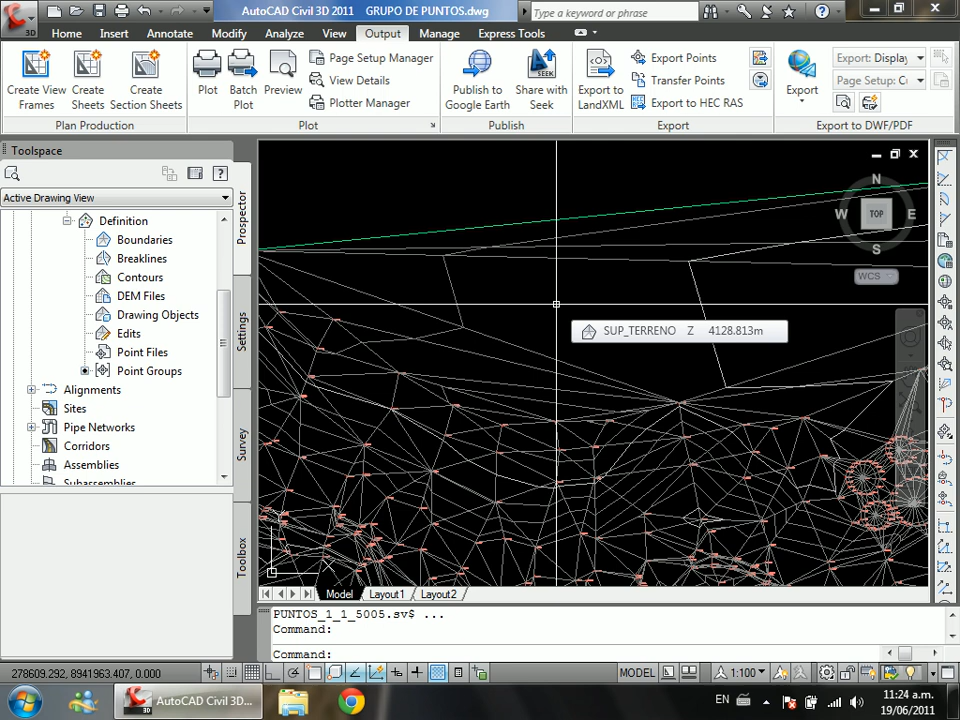 AutoCAD Civil 3D 2011 GRUPO DE PUNTOS.dwg
Type a keyword or phrase
3D
Home Insert Annotate Modify Analyze View Output Manage Express Tools
Create View Frames
Create Sheets
Create Section Sheets
Plan Production
Plot
Batch Plot
Preview
Page Setup Manager
View Details
Plotter Manager
Plot
Publish to Google Earth
SEEK
Share with Seek
Publish
Export to LandXML
Export Points
Transfer Points
Export to HEC RAS
Export
Export
Export: Display
Page Setup: C
Export to DWF/PDF
Toolspace
Active Drawing View
Definition
Boundaries
Breaklines
Contours
DEM Files
Drawing Objects
Edits
Point Files
Point Groups
Alignments
Sites
Pipe Networks
Corridors
Assemblies
Subassemblies
Prospector
Settings
Survey
Toolbox
N
W TOP E
S
WCS
SUP_TERRENO Z 4128.813m
Model Layout1 Layout2
PUNTOS_1_1_5005.sv$ ...
Command:
Command:
278609.292, 8941963.407, 0.000
MODEL
1:100
AutoCAD Civil 3D...
EN
11:24 a.m.
19/06/2011